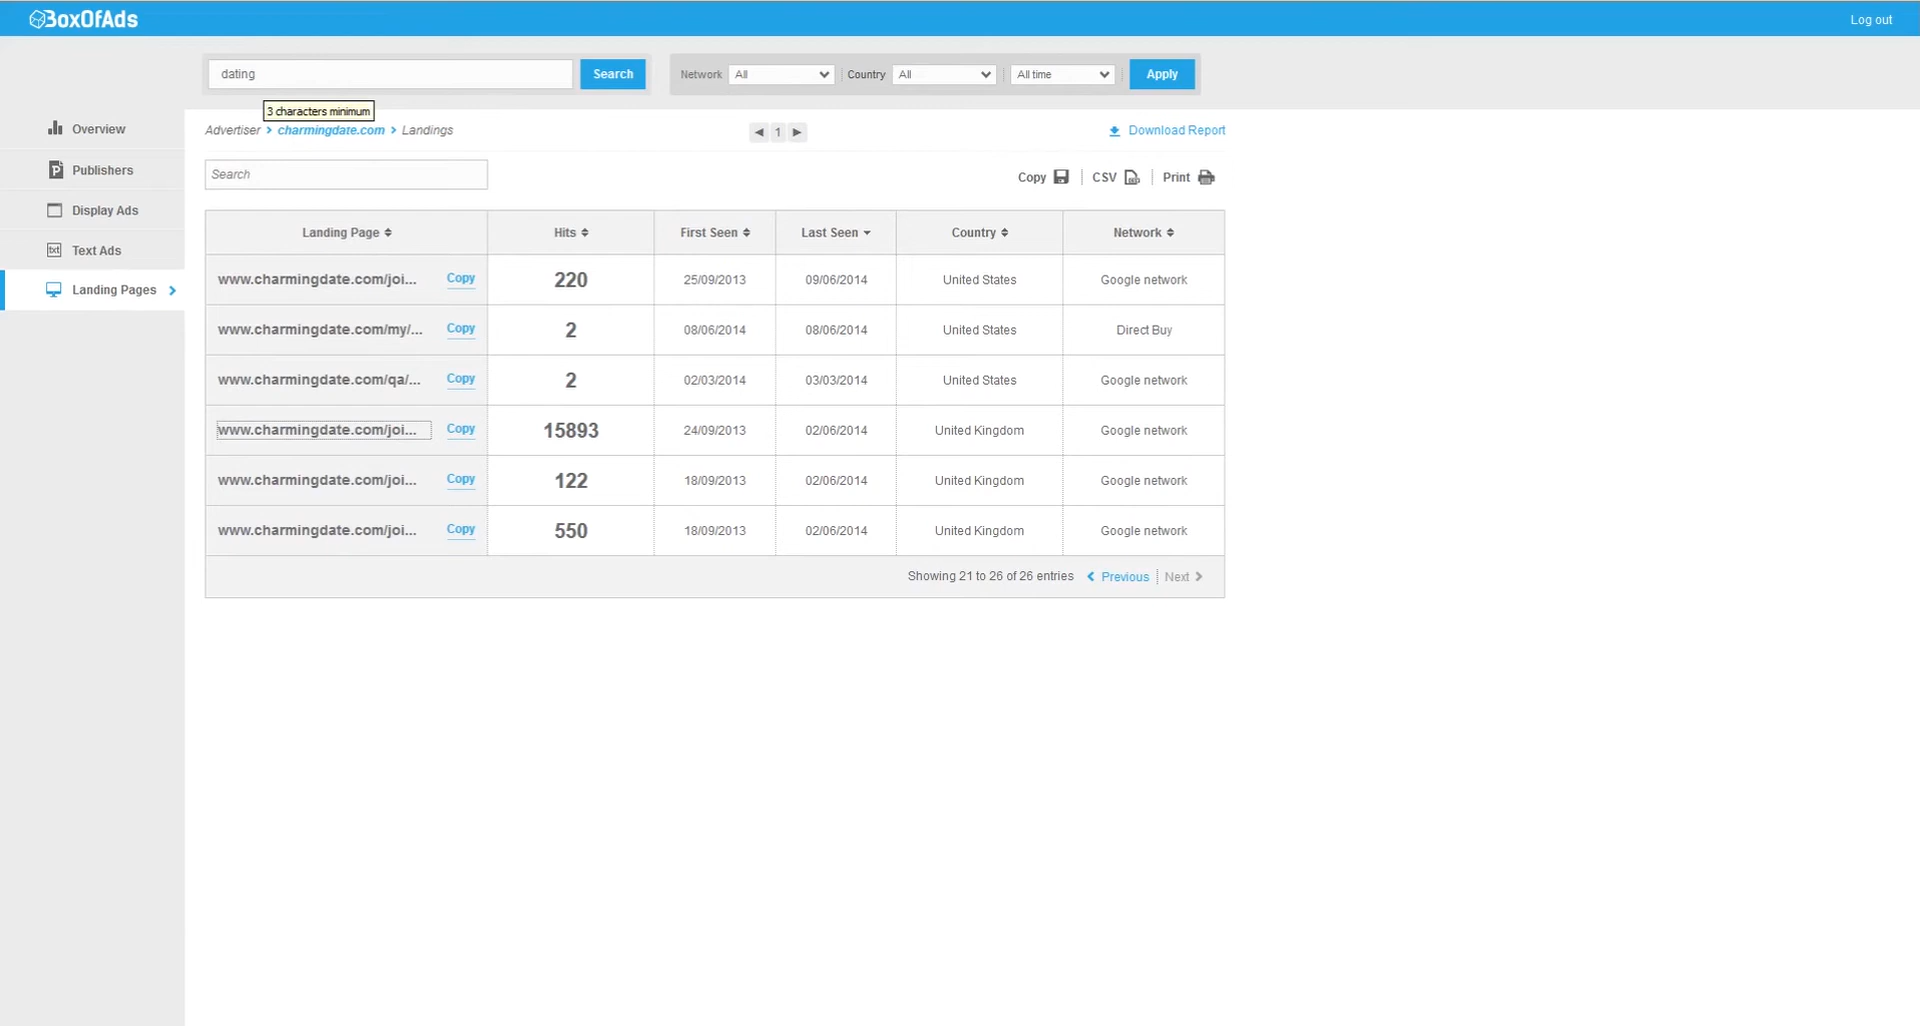 BoxOfAds
Log out
dating
Search
Network All Country All All time Apply
3 characters minimum
Overview
Publishers
Display Ads
Text Ads
Landing Pages
Advertiser > charmingdate.com > Landings
◀ 1 ▶
Download Report
Search
Copy | CSV | Print
Landing Page Hits First Seen Last Seen Country Network
www.charmingdate.com/joi... Copy 220 25/09/2013 09/06/2014 United States Google network
www.charmingdate.com/my/... Copy 2 08/06/2014 08/06/2014 United States Direct Buy
www.charmingdate.com/qa/... Copy 2 02/03/2014 03/03/2014 United States Google network
www.charmingdate.com/joi... Copy 15893 24/09/2013 02/06/2014 United Kingdom Google network
www.charmingdate.com/joi... Copy 122 18/09/2013 02/06/2014 United Kingdom Google network
www.charmingdate.com/joi... Copy 550 18/09/2013 02/06/2014 United Kingdom Google network
Showing 21 to 26 of 26 entries Previous Next